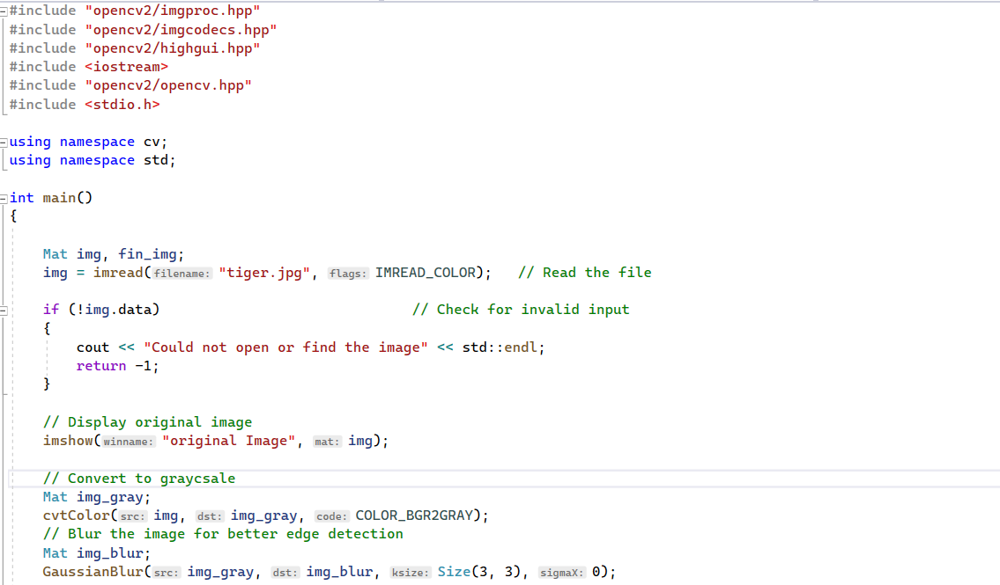 #include "opencv2/imgproc.hpp"
#include "opencv2/imgcodecs.hpp"
#include "opencv2/highgui.hpp"
#include <iostream>
#include "opencv2/opencv.hpp"
#include <stdio.h>
using namespace cv;
using namespace std;
int main()
{
Mat img, fin_img;
img = imread(filename: "tiger.jpg", flags: IMREAD_COLOR); // Read the file
if (!img.data) // Check for invalid input
{
cout << "Could not open or find the image" << std::endl;
return -1;
}
// Display original image
imshow(winname: "original Image", mat: img);
// Convert to graycsale
Mat img_gray;
cvtColor(src: img, dst: img_gray, code: COLOR_BGR2GRAY);
// Blur the image for better edge detection
Mat img_blur;
GaussianBlur(src: img_gray, dst: img_blur, ksize: Size(3, 3), sigmaX: 0);